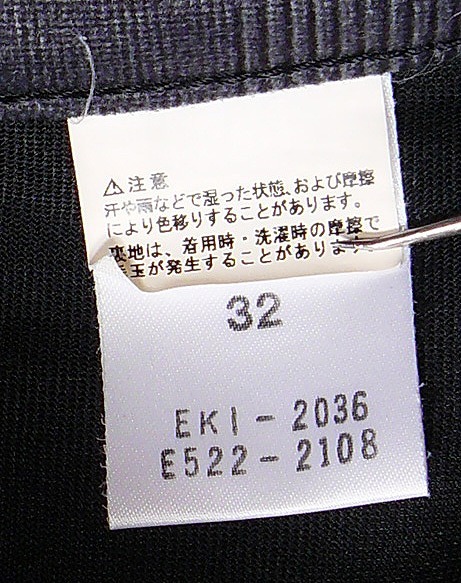 ⚠注意
汗や雨などで湿った状態、および摩擦
により色移りすることがあります。
裏地は、着用時・洗濯時の摩擦で
毛玉が発生することがあります。
32
EKI-2036
E522-2108